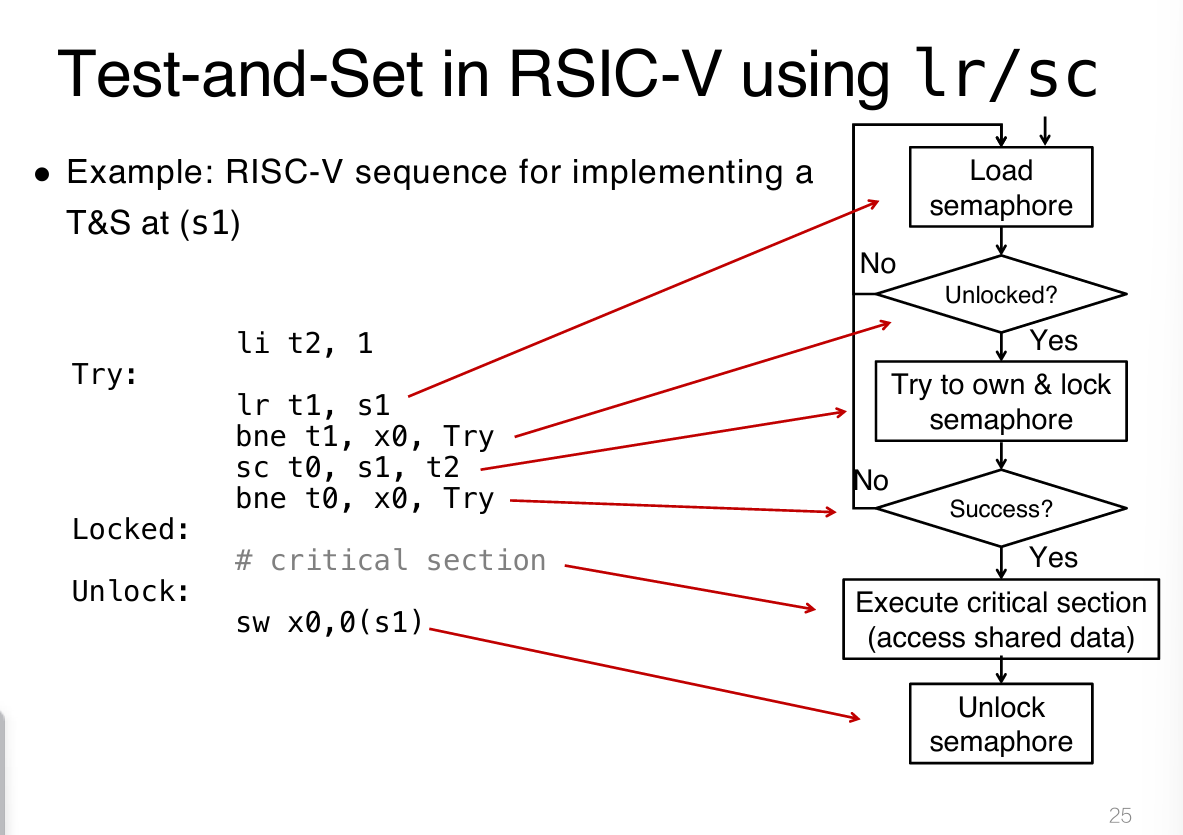 Test-and-Set in RSIC-V using lr/sc
• Example: RISC-V sequence for implementing a
T&S at (s1)
li t2, 1
Try:
lr t1, s1
bne t1, x0, Try
sc t0, s1, t2
bne t0, x0, Try
Locked:
# critical section
Unlock:
sw x0,0(s1)
Load
semaphore
No
Unlocked?
Yes
Try to own & lock
semaphore
No
Success?
Yes
Execute critical section
(access shared data)
Unlock
semaphore
25